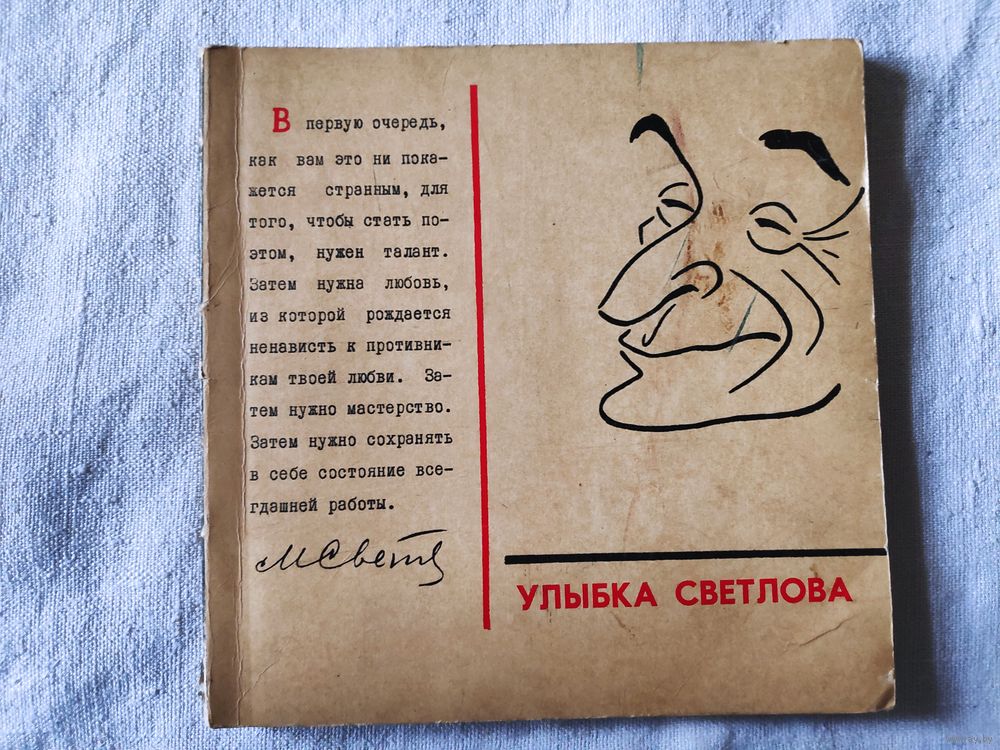 В первую очередь,
как вам это ни пока-
жется странным, для
того, чтобы стать по-
этом, нужен талант.
Затем нужна любовь,
из которой рождается
ненависть к противни-
кам твоей любви. За-
тем нужно мастерство.
Затем нужно сохранять
в себе состояние все-
гдашней работы.
МСветл
УЛЫБКА СВЕТЛОВА